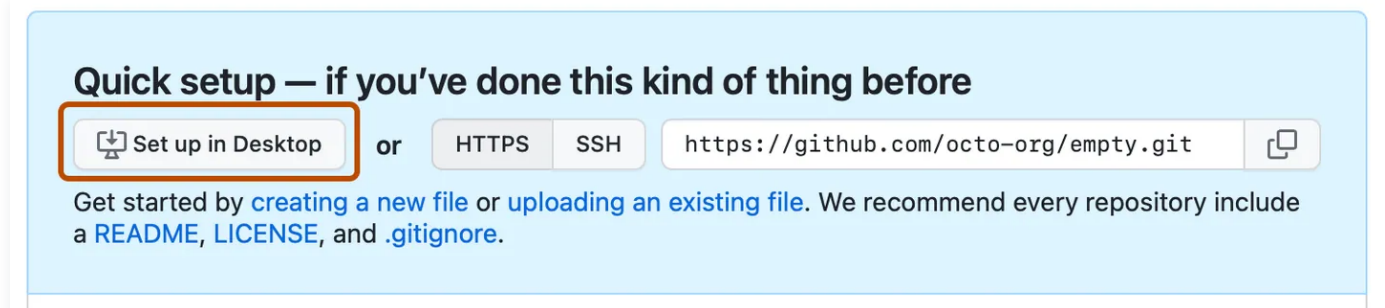 Quick setup — if you’ve done this kind of thing before
Set up in Desktop or HTTPS SSH https://github.com/octo-org/empty.git
Get started by creating a new file or uploading an existing file. We recommend every repository include
a README, LICENSE, and .gitignore.